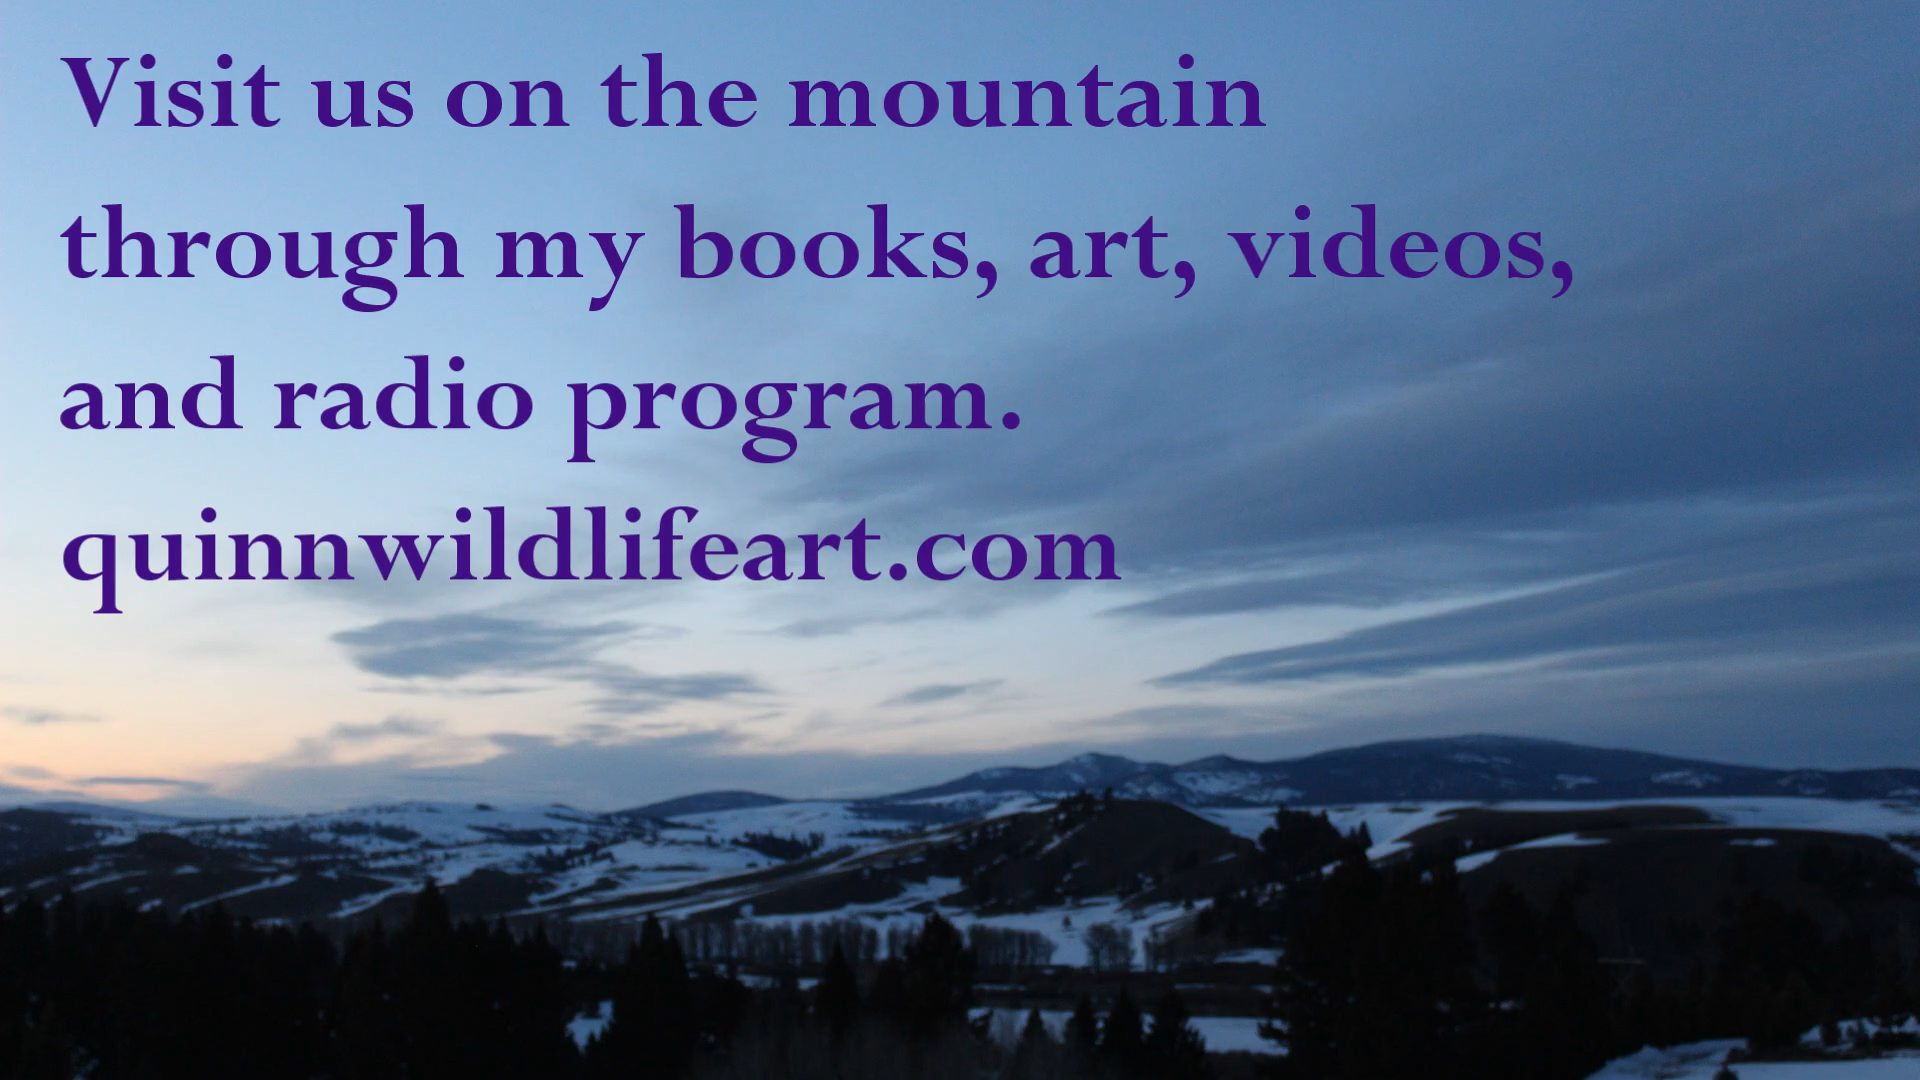 Visit us on the mountain
through my books, art, videos,
and radio program.
quinnwildlifeart.com